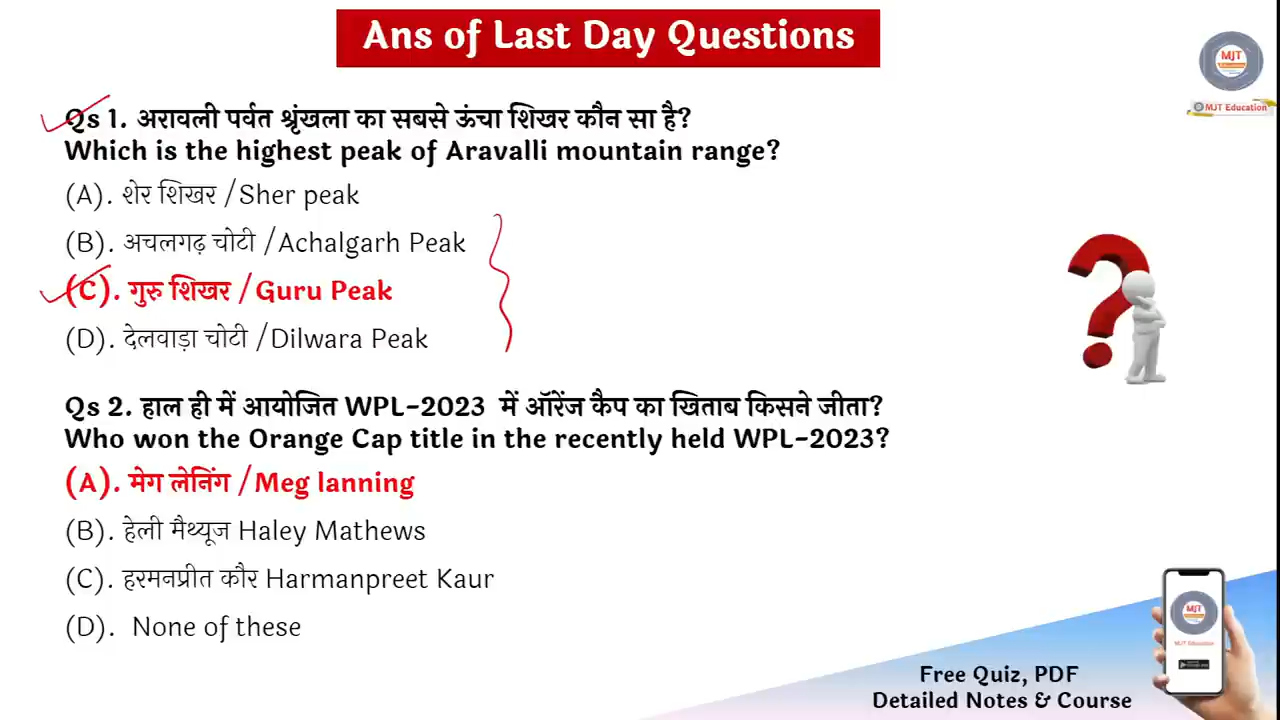 Ans of Last Day Questions
MJT
MJT Education
Qs 1. अरावली पर्वत श्रृंखला का सबसे ऊंचा शिखर कौन सा है?
Which is the highest peak of Aravalli mountain range?
(A). शेर शिखर /Sher peak
(B). अचलगढ़ चोटी /Achalgarh Peak
(C). गुरु शिखर /Guru Peak
(D). देलवाड़ा चोटी /Dilwara Peak
Qs 2. हाल ही में आयोजित WPL-2023 में ऑरेंज कैप का खिताब किसने जीता?
Who won the Orange Cap title in the recently held WPL-2023?
(A). मेग लेनिंग /Meg lanning
(B). हेली मैथ्यूज Haley Mathews
(C). हरमनप्रीत कौर Harmanpreet Kaur
(D). None of these
MJT
MJT Education
Free Quiz, PDF
Detailed Notes & Course